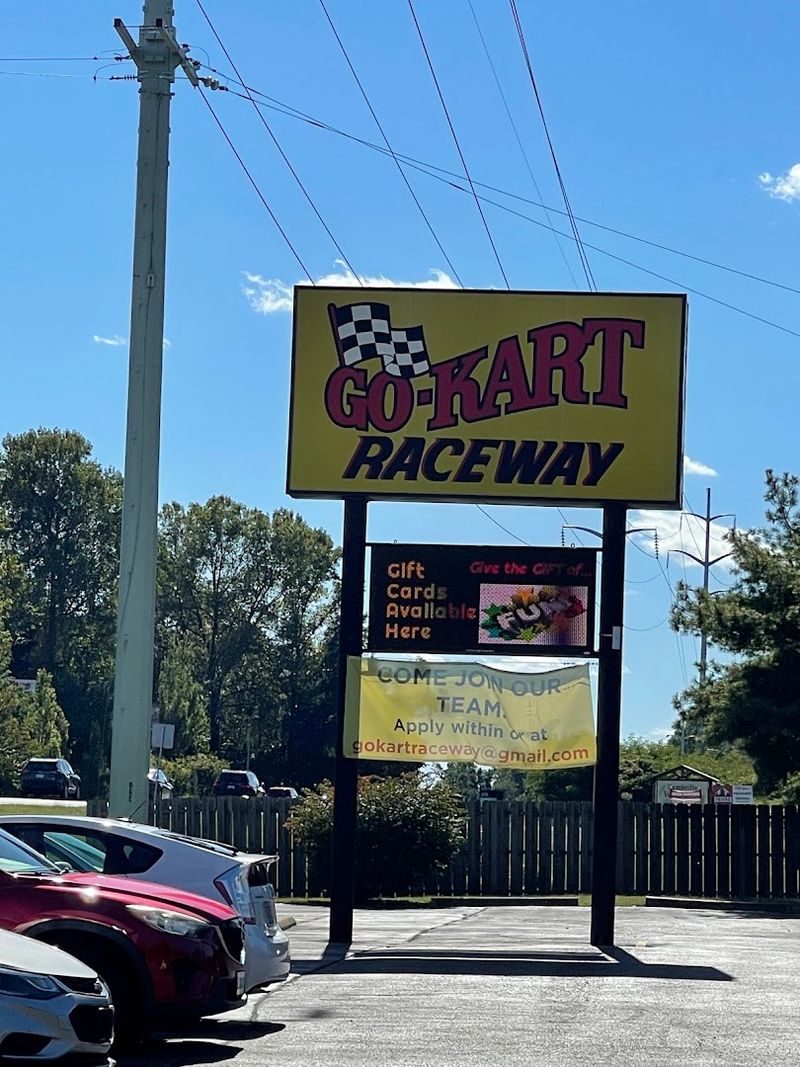 GO-KART
RACEWAY
Gift
Cards
Available
Here
Give the Gift of...
FUN!
COME JOIN OUR
TEAM.
Apply within or at
gokartraceway@gmail.com